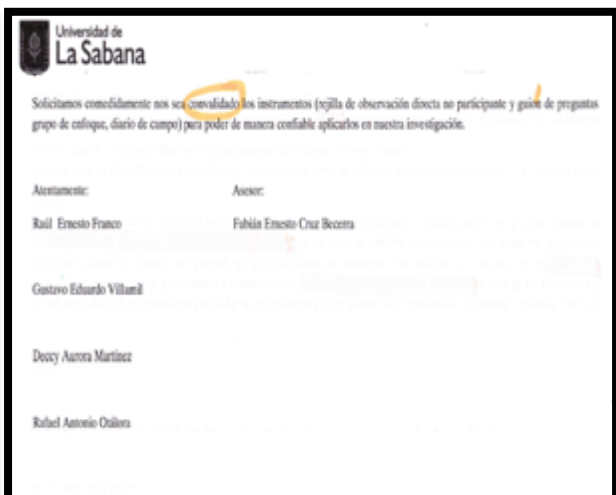 Universidad de
La Sabana
Solicitamos comedidamente nos sea convalidado los instrumentos (rejilla de observación directa no participante y guión de preguntas
grupo de enfoque, diario de campo) para poder de manera confiable aplicarlos en nuestra investigación.
Atentamente: Asesor:
Raúl Ernesto Franco Fabián Ernesto Cruz Becerra
Gustavo Eduardo Villamil
Deccy Aurora Martínez
Rafael Antonio Otálora